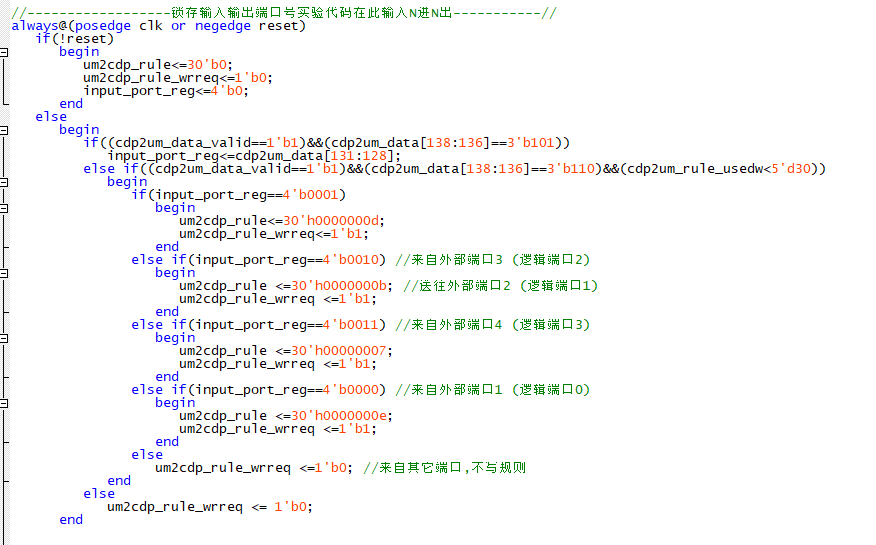 //------------------锁存输入输出端口号实验代码在此输入N进N出-----------//
always@(posedge clk or negedge reset)
if(!reset)
begin
um2cdp_rule<=30'b0;
um2cdp_rule_wrreq<=1'b0;
input_port_reg<=4'b0;
end
else
begin
if((cdp2um_data_valid==1'b1)&&(cdp2um_data[138:136]==3'b101))
input_port_reg<=cdp2um_data[131:128];
else if((cdp2um_data_valid==1'b1)&&(cdp2um_data[138:136]==3'b110)&&(cdp2um_rule_usedw<5'd30))
begin
if(input_port_reg==4'b0001)
begin
um2cdp_rule<=30'h0000000d;
um2cdp_rule_wrreq<=1'b1;
end
else if(input_port_reg==4'b0010) //来自外部端口3 (逻辑端口2)
begin
um2cdp_rule <=30'h0000000b; //送往外部端口2 (逻辑端口1)
um2cdp_rule_wrreq <=1'b1;
end
else if(input_port_reg==4'b0011) //来自外部端口4 (逻辑端口3)
begin
um2cdp_rule <=30'h00000007;
um2cdp_rule_wrreq <=1'b1;
end
else if(input_port_reg==4'b0000) //来自外部端口1 (逻辑端口0)
begin
um2cdp_rule <=30'h0000000e;
um2cdp_rule_wrreq <=1'b1;
end
else
um2cdp_rule_wrreq <=1'b0; //来自其它端口,不写规则
end
else
um2cdp_rule_wrreq <= 1'b0;
end